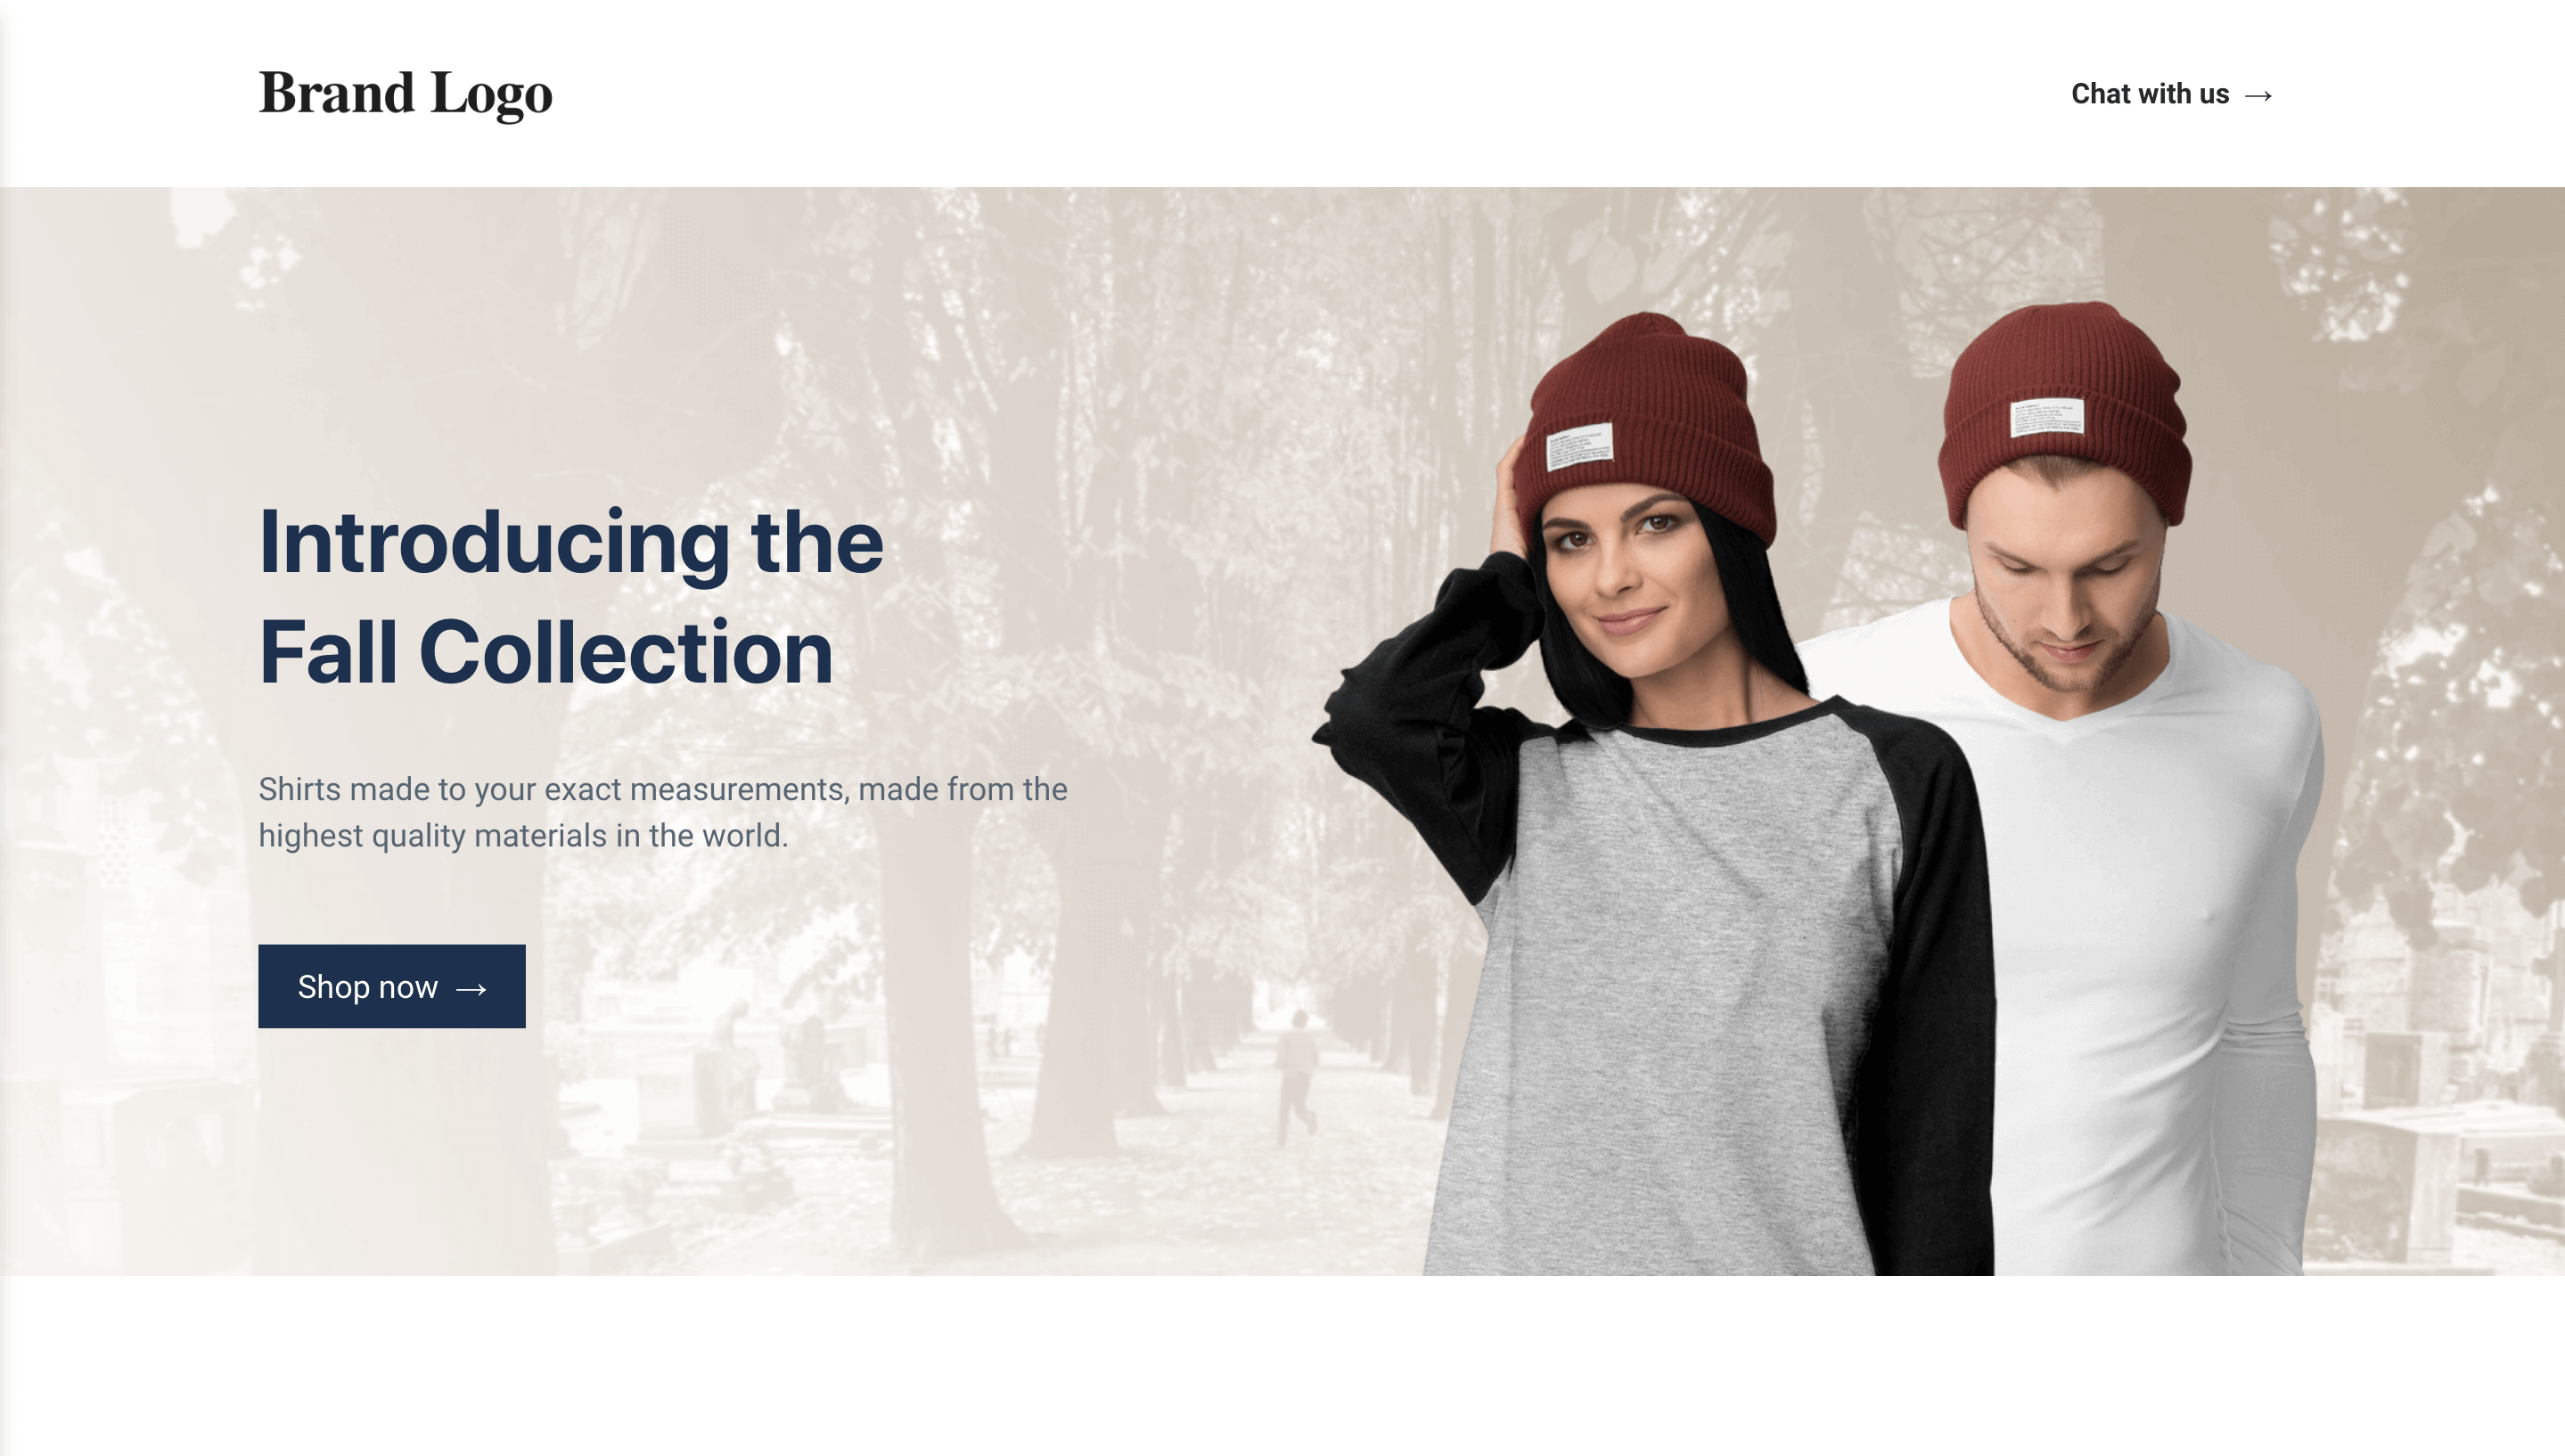 Brand Logo
Chat with us →
Introducing the
Fall Collection
Shirts made to your exact measurements, made from the
highest quality materials in the world.
Shop now →